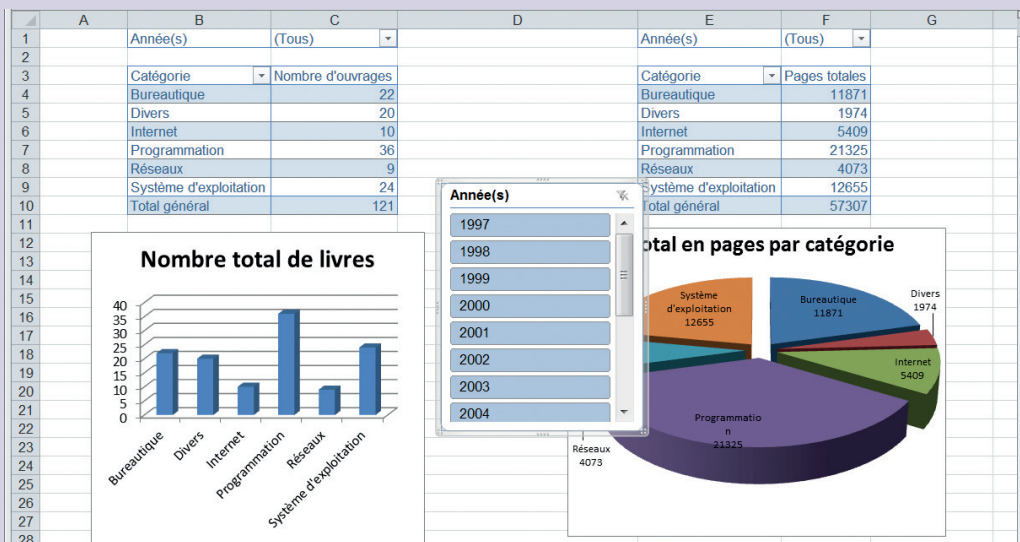 A B C D E F G
1 Année(s) (Tous) Année(s) (Tous)
2
3 Catégorie Nombre d'ouvrages Catégorie Pages totales
4 Bureautique 22 Bureautique 11871
5 Divers 20 Divers 1974
6 Internet 10 Internet 5409
7 Programmation 36 Programmation 21325
8 Réseaux 9 Réseaux 4073
9 Système d'exploitation 24 Système d'exploitation 12655
10 Total général 121 Total général 57307
11
12
13
14
15
16
17
18
19
20
21
22
23
24
25
26
27
28
Nombre total de livres
40
35
30
25
20
15
10
5
0
Bureautique
Divers
Internet
Programmation
Réseaux
Système d'exploitation
Année(s)
1997
1998
1999
2000
2001
2002
2003
2004
otal en pages par catégorie
Système
d'exploitation
12655
Bureautique
11871
Divers
1974
Internet
5409
Programmatio
n
21325
Réseaux
4073